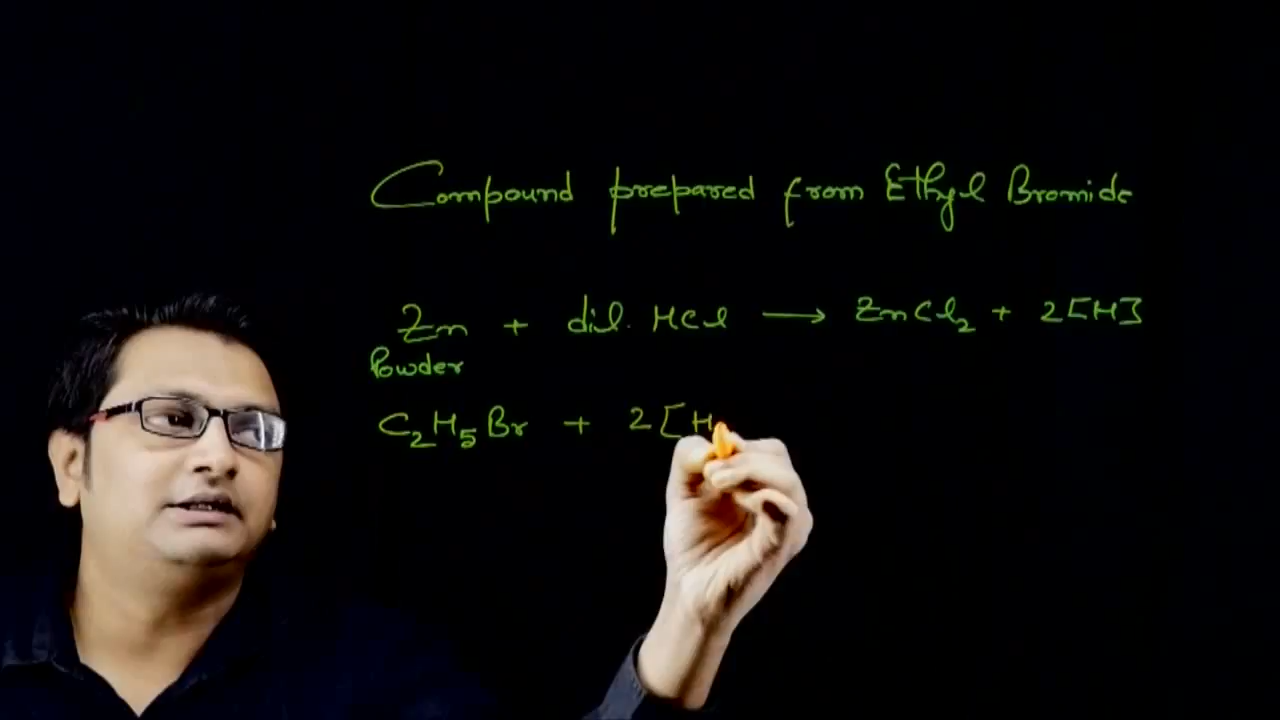 Compound prepared from Ethyl Bromide
Zn + dil. HCl ⟶ ZnCl₂ + 2[H]
Powder
C₂H₅Br + 2[H